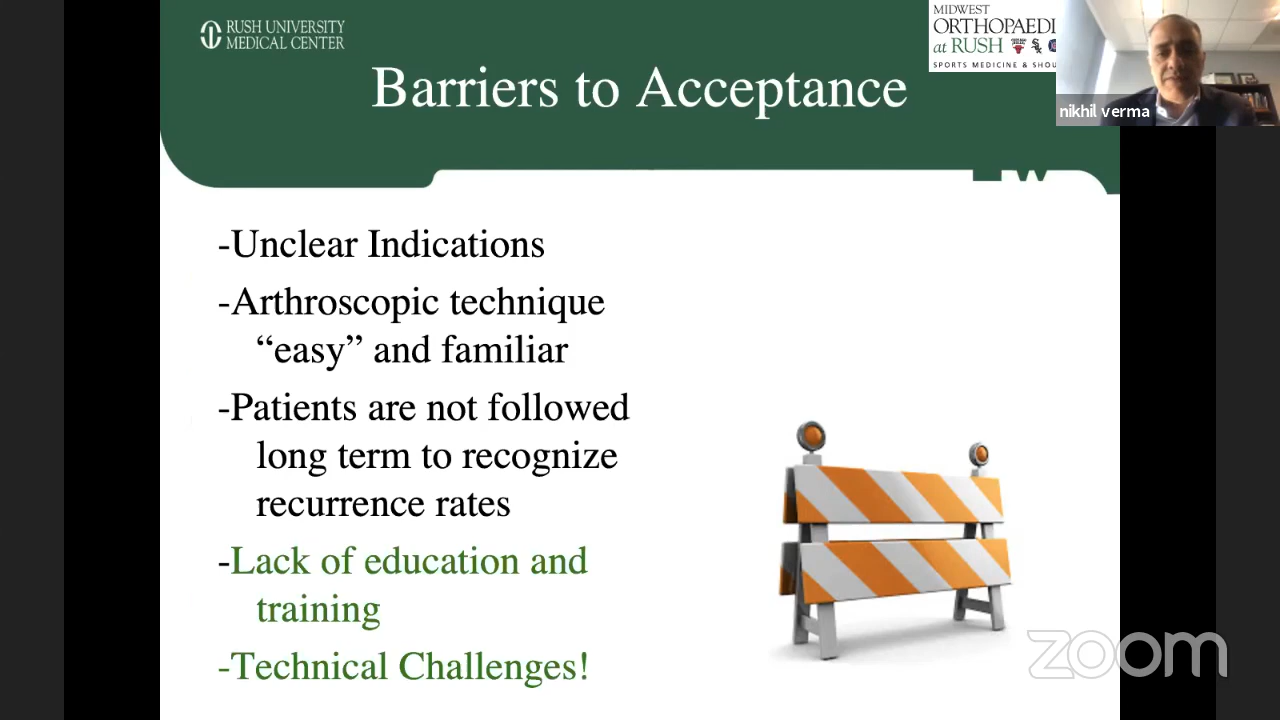 RUSH UNIVERSITY
MEDICAL CENTER
MIDWEST
ORTHOPAEDI
at RUSH
SPORTS MEDICINE & SHOU
nikhil verma
Barriers to Acceptance
-Unclear Indications
-Arthroscopic technique
“easy” and familiar
-Patients are not followed
long term to recognize
recurrence rates
-Lack of education and
training
-Technical Challenges!
zoom